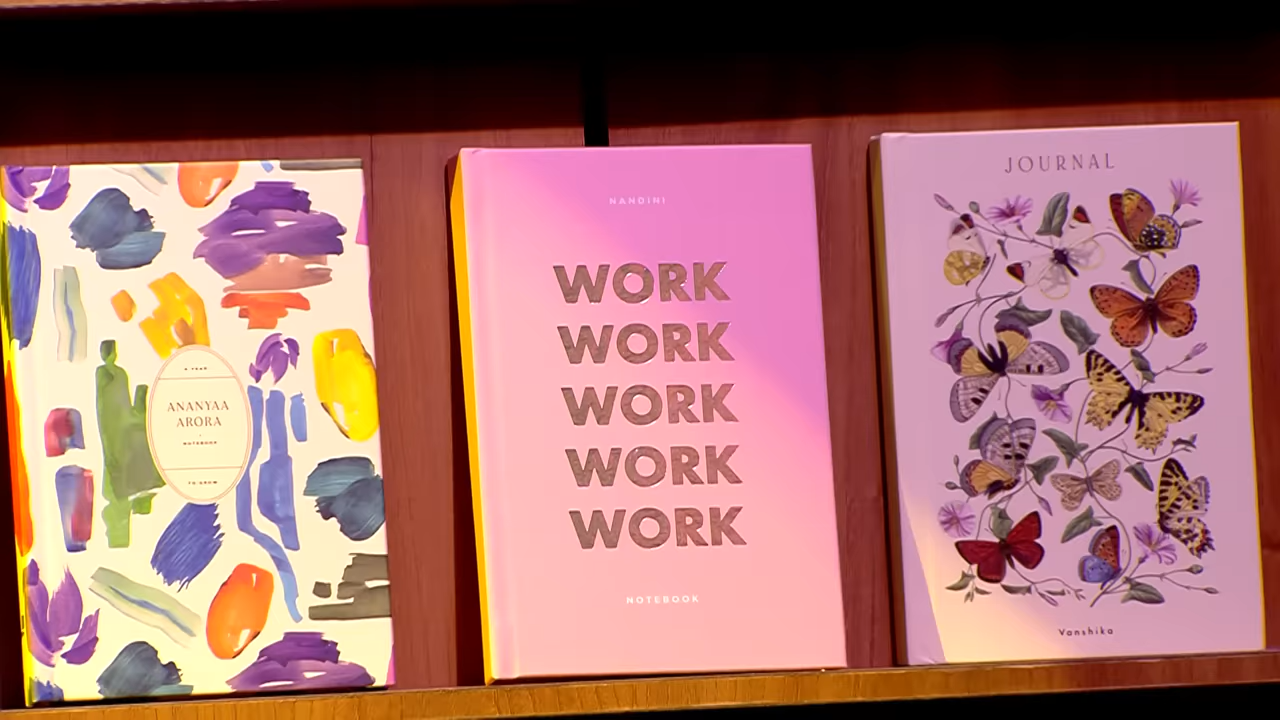 A YEAR
ANANYAA
ARORA
NOTEBOOK
TO GROW
NANDINI
WORK
WORK
WORK
WORK
WORK
NOTEBOOK
JOURNAL
Vanshika